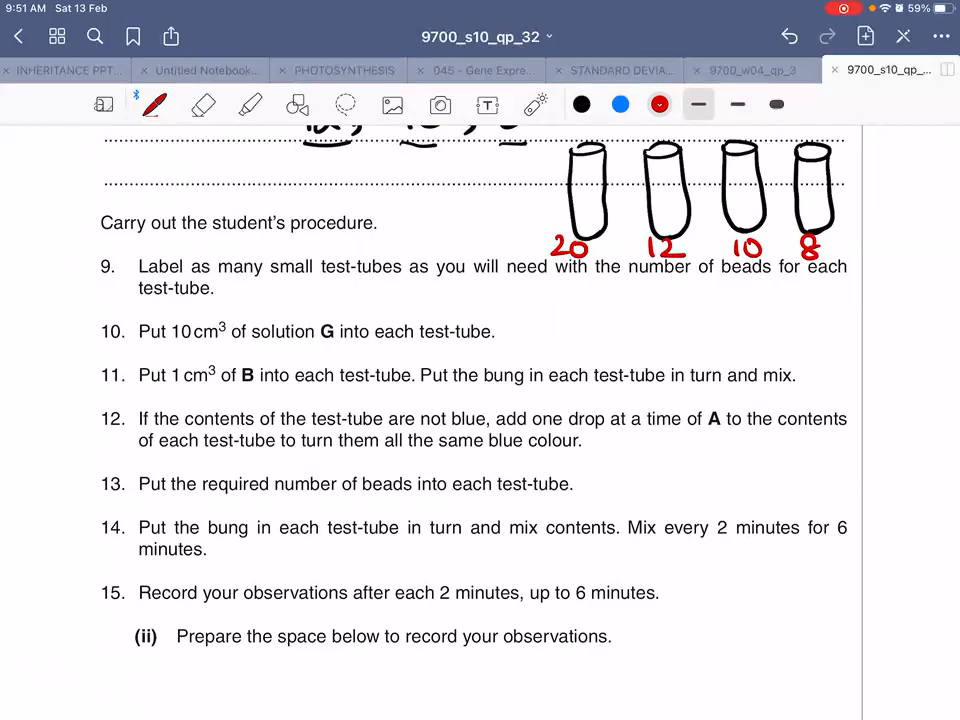 9:51 AM Sat 13 Feb
59%
9700_s10_qp_32
INHERITANCE PPT...
Untitled Notebook...
PHOTOSYNTHESIS
045 - Gene Expre...
STANDARD DEVIA...
9700_w04_qp_3
9700_s10_qp_...
Carry out the student's procedure.
20 12 10 8
9. Label as many small test-tubes as you will need with the number of beads for each
test-tube.
10. Put 10 cm³ of solution G into each test-tube.
11. Put 1 cm³ of B into each test-tube. Put the bung in each test-tube in turn and mix.
12. If the contents of the test-tube are not blue, add one drop at a time of A to the contents
of each test-tube to turn them all the same blue colour.
13. Put the required number of beads into each test-tube.
14. Put the bung in each test-tube in turn and mix contents. Mix every 2 minutes for 6
minutes.
15. Record your observations after each 2 minutes, up to 6 minutes.
(ii) Prepare the space below to record your observations.